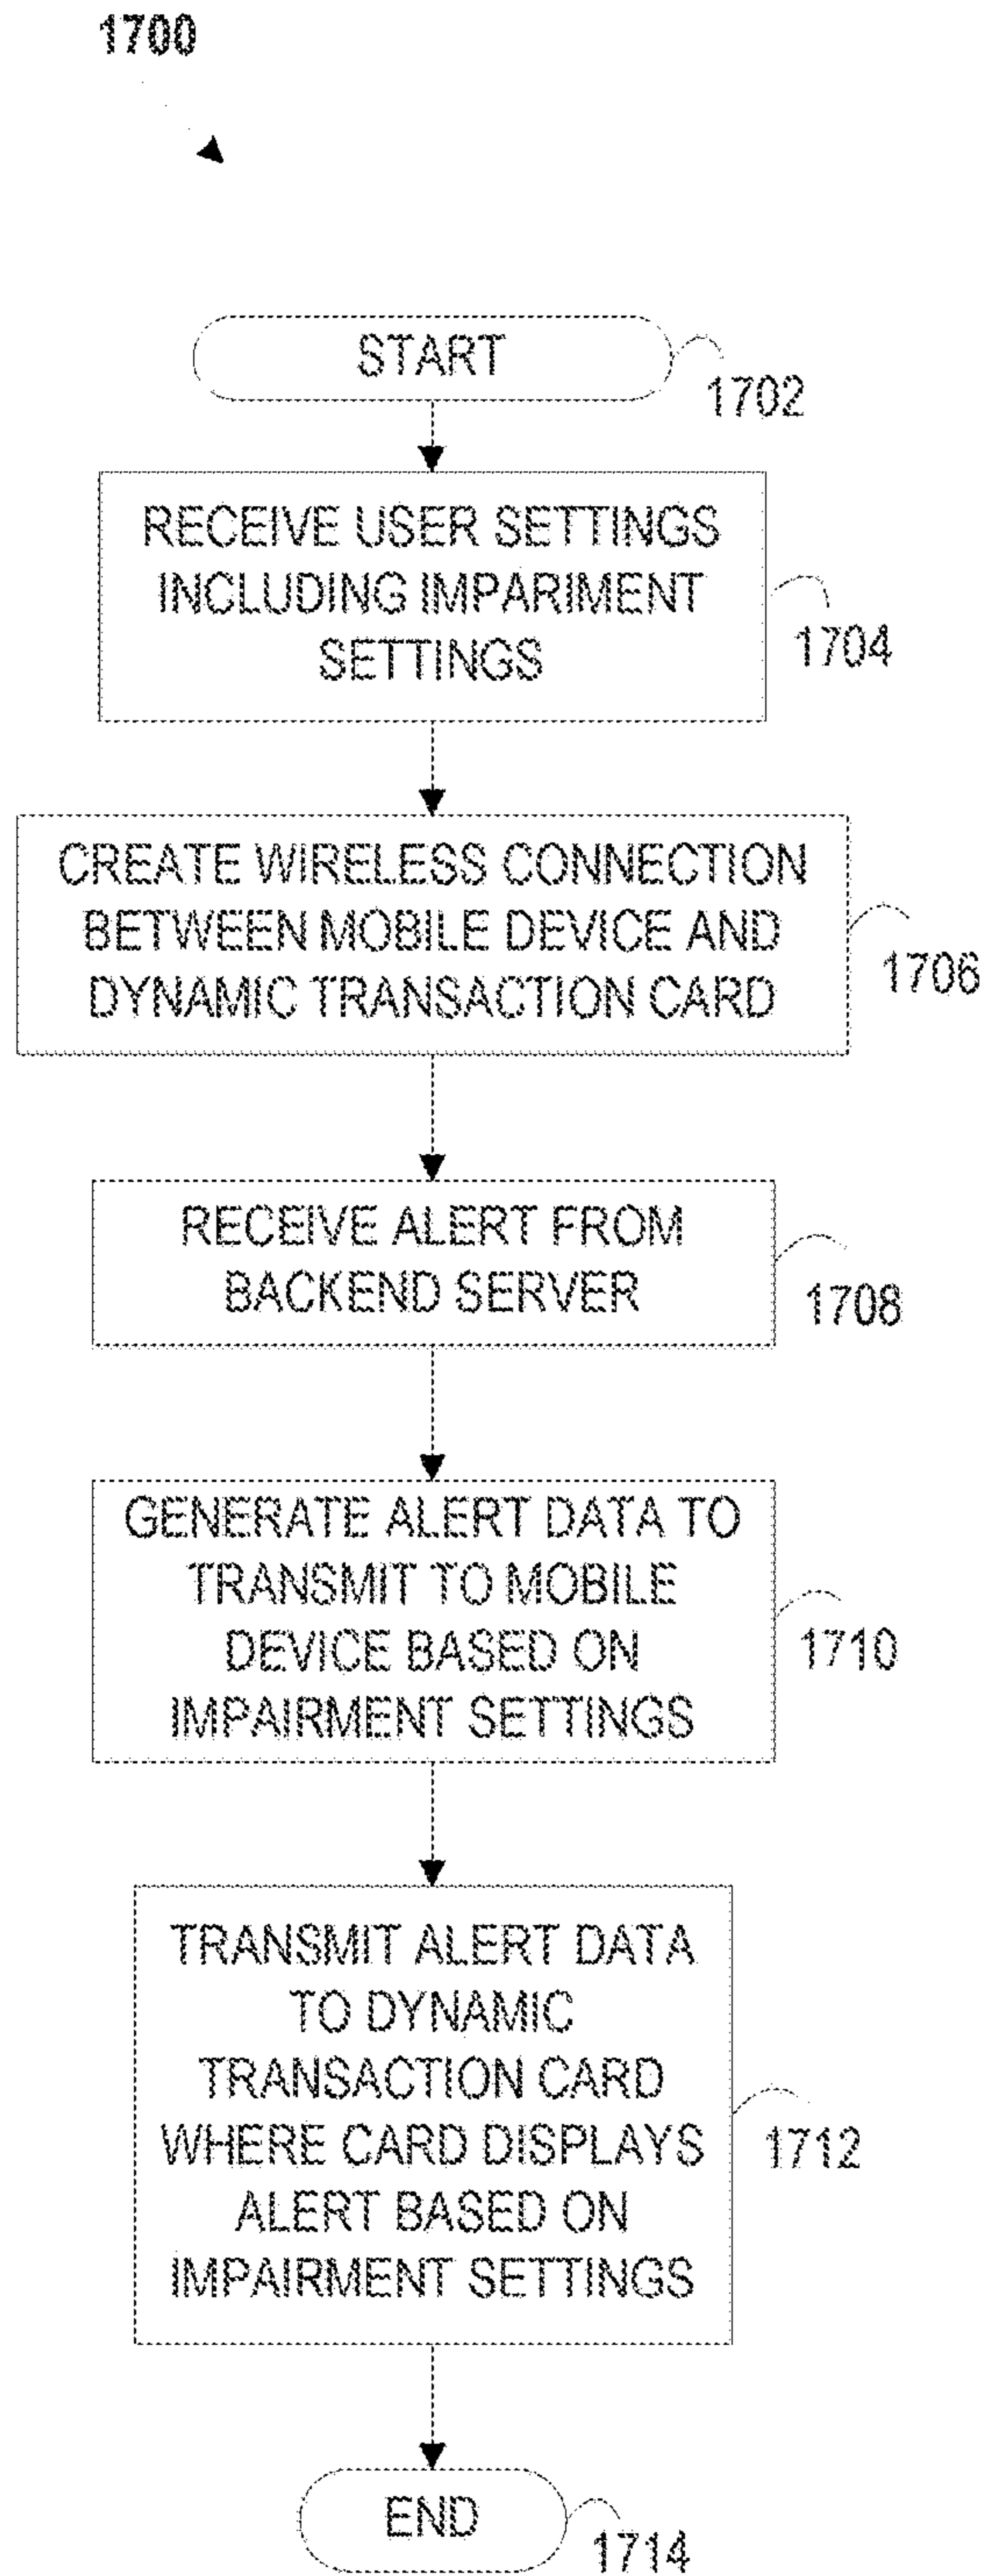 1700
START
1702
RECEIVE USER SETTINGS
INCLUDING IMPARIMENT
SETTINGS
1704
CREATE WIRELESS CONNECTION
BETWEEN MOBILE DEVICE AND
DYNAMIC TRANSACTION CARD
1706
RECEIVE ALERT FROM
BACKEND SERVER
1708
GENERATE ALERT DATA TO
TRANSMIT TO MOBILE
DEVICE BASED ON
IMPAIRMENT SETTINGS
1710
TRANSMIT ALERT DATA
TO DYNAMIC
TRANSACTION CARD
WHERE CARD DISPLAYS
ALERT BASED ON
IMPAIRMENT SETTINGS
1712
END
1714